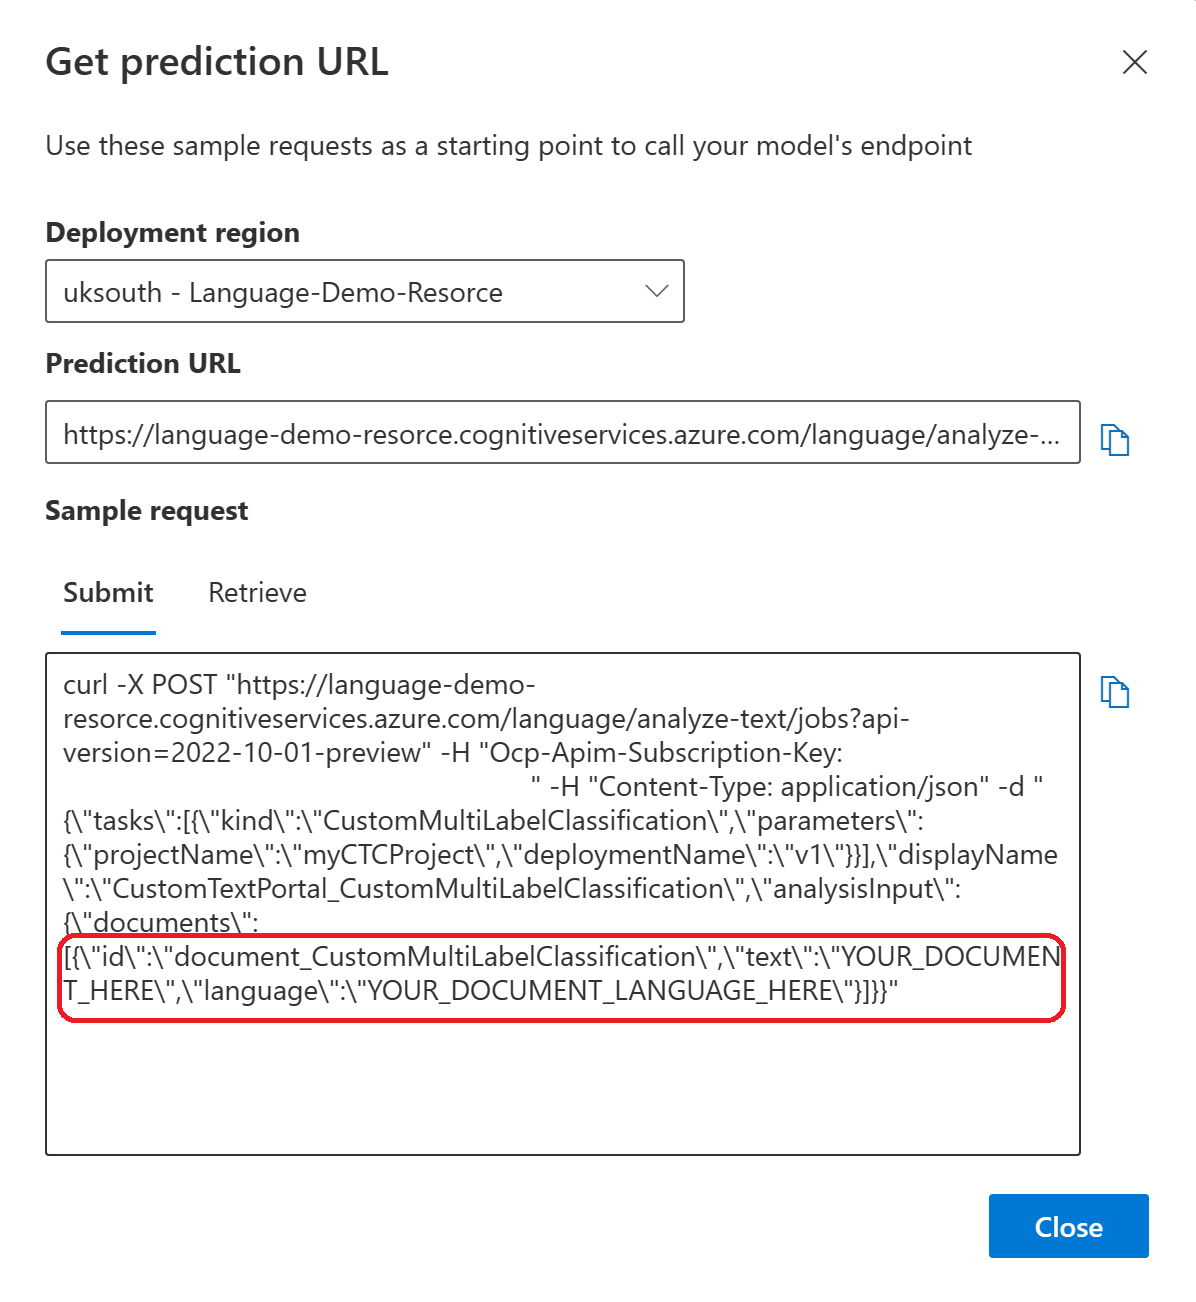 Get prediction URL
Use these sample requests as a starting point to call your model's endpoint
Deployment region
uksouth - Language-Demo-Resorce
Prediction URL
https://language-demo-resorce.cognitiveservices.azure.com/language/analyze-...
Sample request
Submit Retrieve
curl -X POST "https://language-demo-
resorce.cognitiveservices.azure.com/language/analyze-text/jobs?api-
version=2022-10-01-preview" -H "Ocp-Apim-Subscription-Key:
" -H "Content-Type: application/json" -d "
{\"tasks\":[{\"kind\":\"CustomMultiLabelClassification\",\"parameters\":
{\"projectName\":\"myCTCProject\",\"deploymentName\":\"v1\"}}],\"displayName
\":\"CustomTextPortal_CustomMultiLabelClassification\",\"analysisInput\":
{\"documents\":
[{\"id\":\"document_CustomMultiLabelClassification\",\"text\":\"YOUR_DOCUMEN
T_HERE\",\"language\":\"YOUR_DOCUMENT_LANGUAGE_HERE\"}]}}"
Close